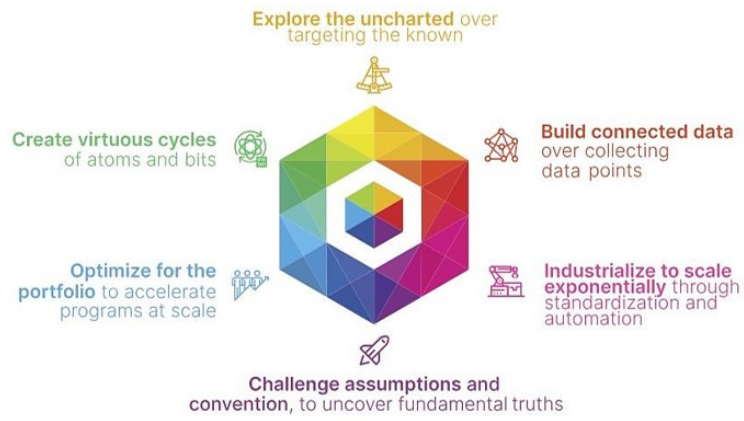 Explore the uncharted over
targeting the known
Create virtuous cycles
of atoms and bits
Build connected data
over collecting
data points
Optimize for the
portfolio to accelerate
programs at scale
Industrialize to scale
exponentially through
standardization and
automation
Challenge assumptions and
convention, to uncover fundamental truths